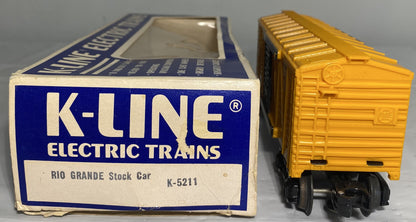 K-LINE ELECTRIC TRAINS
K-LINE®
ELECTRIC TRAINS
RIO GRANDE Stock Car K-5211